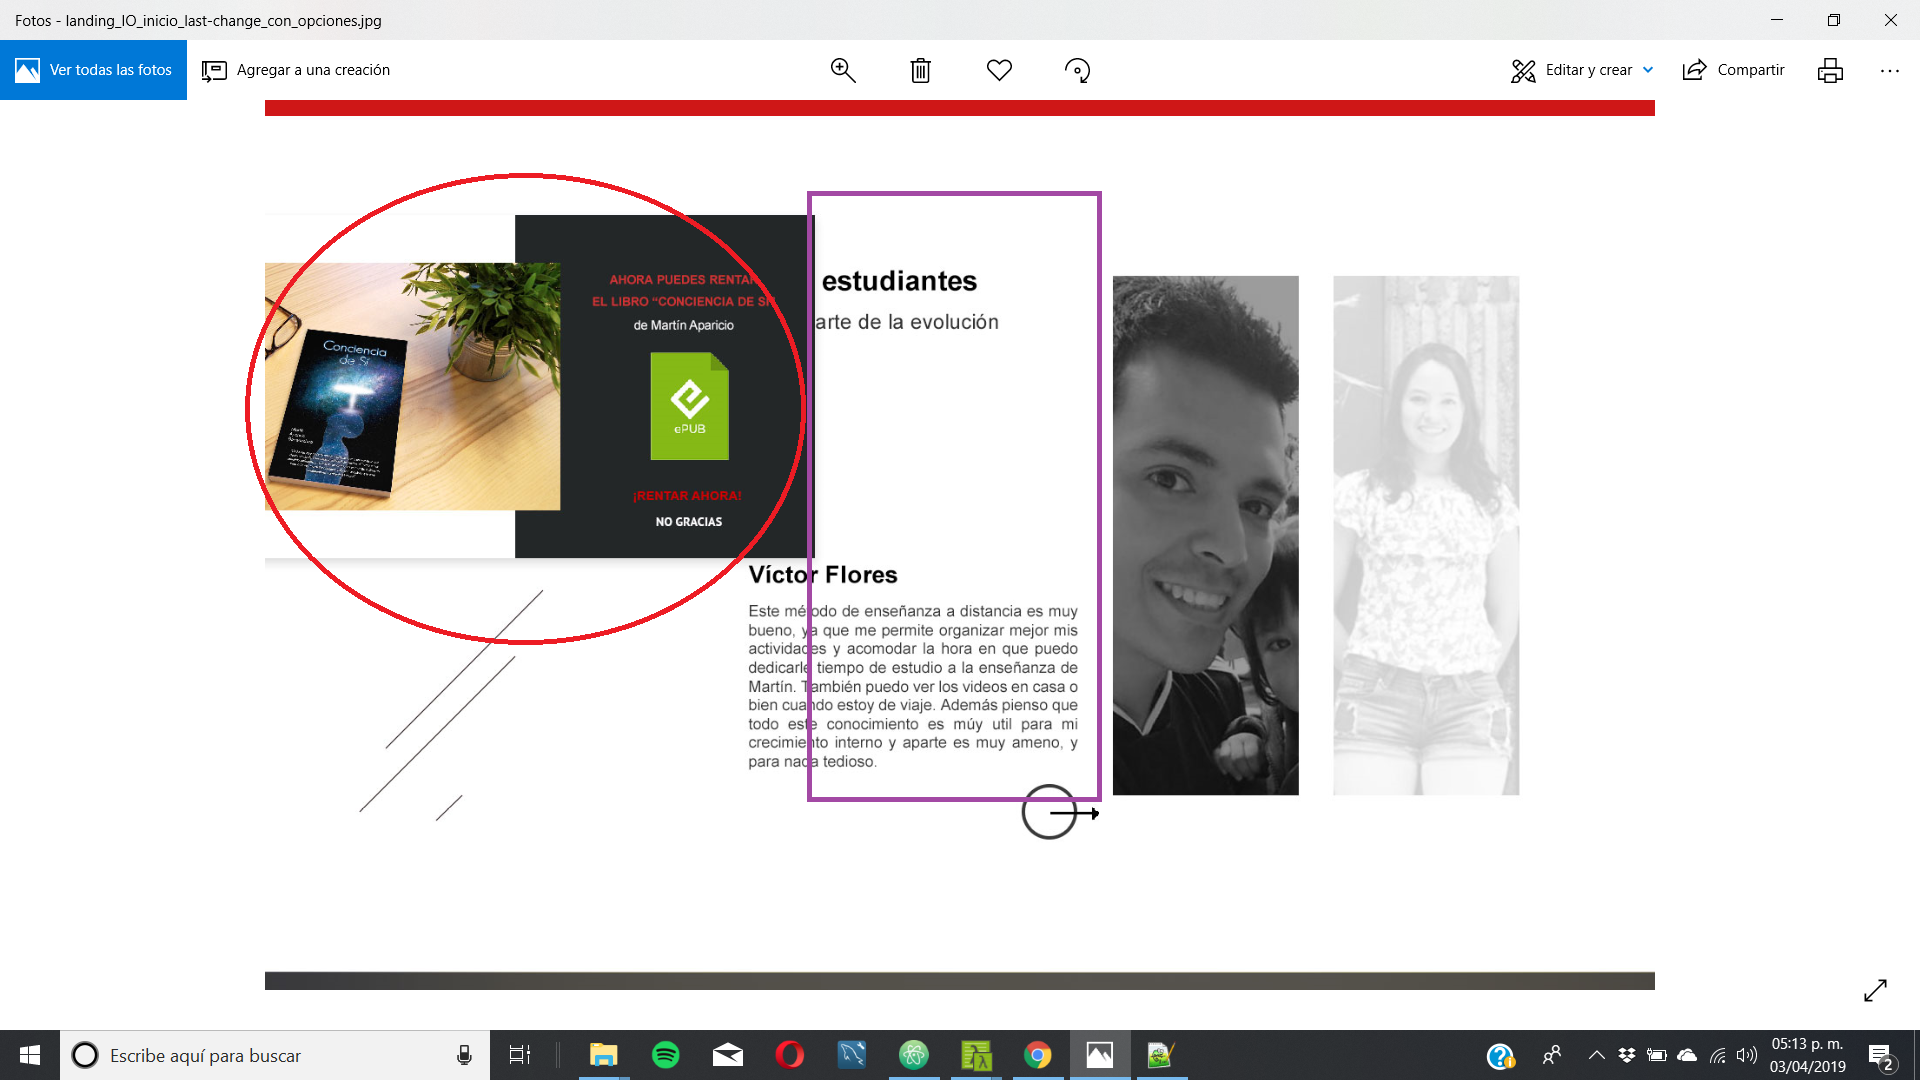 Fotos - landing_IO_inicio_last-change_con_opciones.jpg
Ver todas las fotos
Agregar a una creación
Editar y crear
Compartir
AHORA PUEDES RENTAR
EL LIBRO “CONCIENCIA DE SÍ”
de Martín Aparicio
Conciencia
de Sí
ePUB
¡RENTAR AHORA!
NO GRACIAS
estudiantes
arte de la evolución
Víctor Flores
Este método de enseñanza a distancia es muy
bueno, ya que me permite organizar mejor mis
actividades y acomodar la hora en que puedo
dedicarle tiempo de estudio a la enseñanza de
Martín. También puedo ver los videos en casa o
bien cuando estoy de viaje. Además pienso que
todo este conocimiento es múy util para mi
crecimiento interno y aparte es muy ameno, y
para nada tedioso.
Escribe aquí para buscar
05:13 p. m.
03/04/2019
2